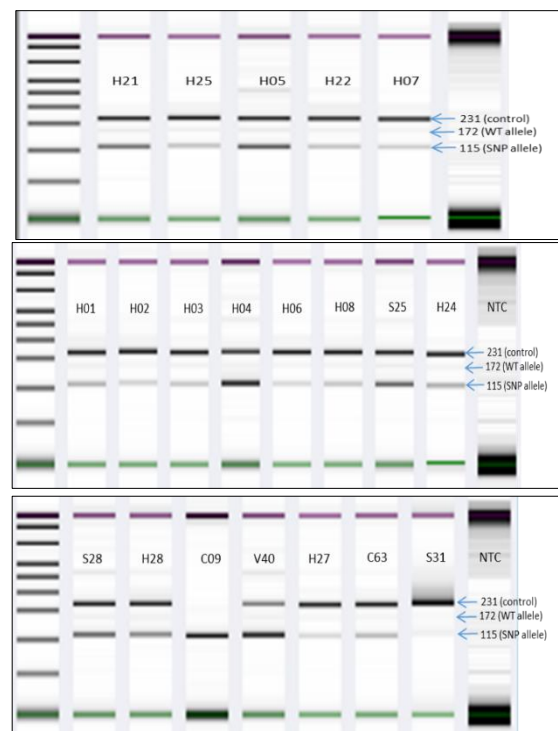 H21 H25 H05 H22 H07
231 (control)
172 (WT allele)
115 (SNP allele)
H01 H02 H03 H04 H06 H08 S25 H24 NTC
231 (control)
172 (WT allele)
115 (SNP allele)
S28 H28 C09 V40 H27 C63 S31 NTC
231 (control)
172 (WT allele)
115 (SNP allele)